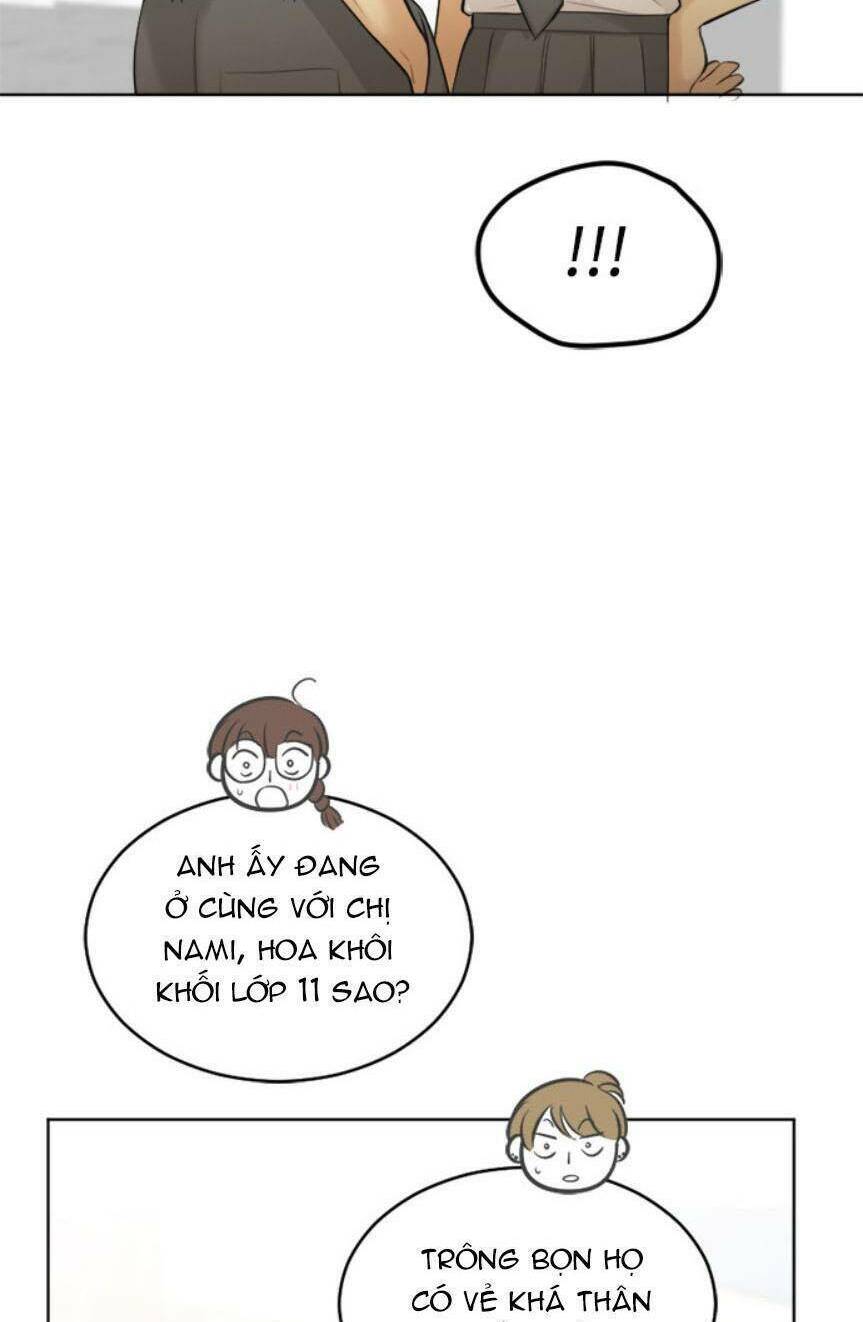 !!!
ANH ẤY ĐANG
Ở CÙNG VỚI CHỊ
NAMI, HOA KHÔI
KHỐI LỚP 11 SAO?
TRÔNG BỌN HỌ
CÓ VẺ KHÁ THÂN